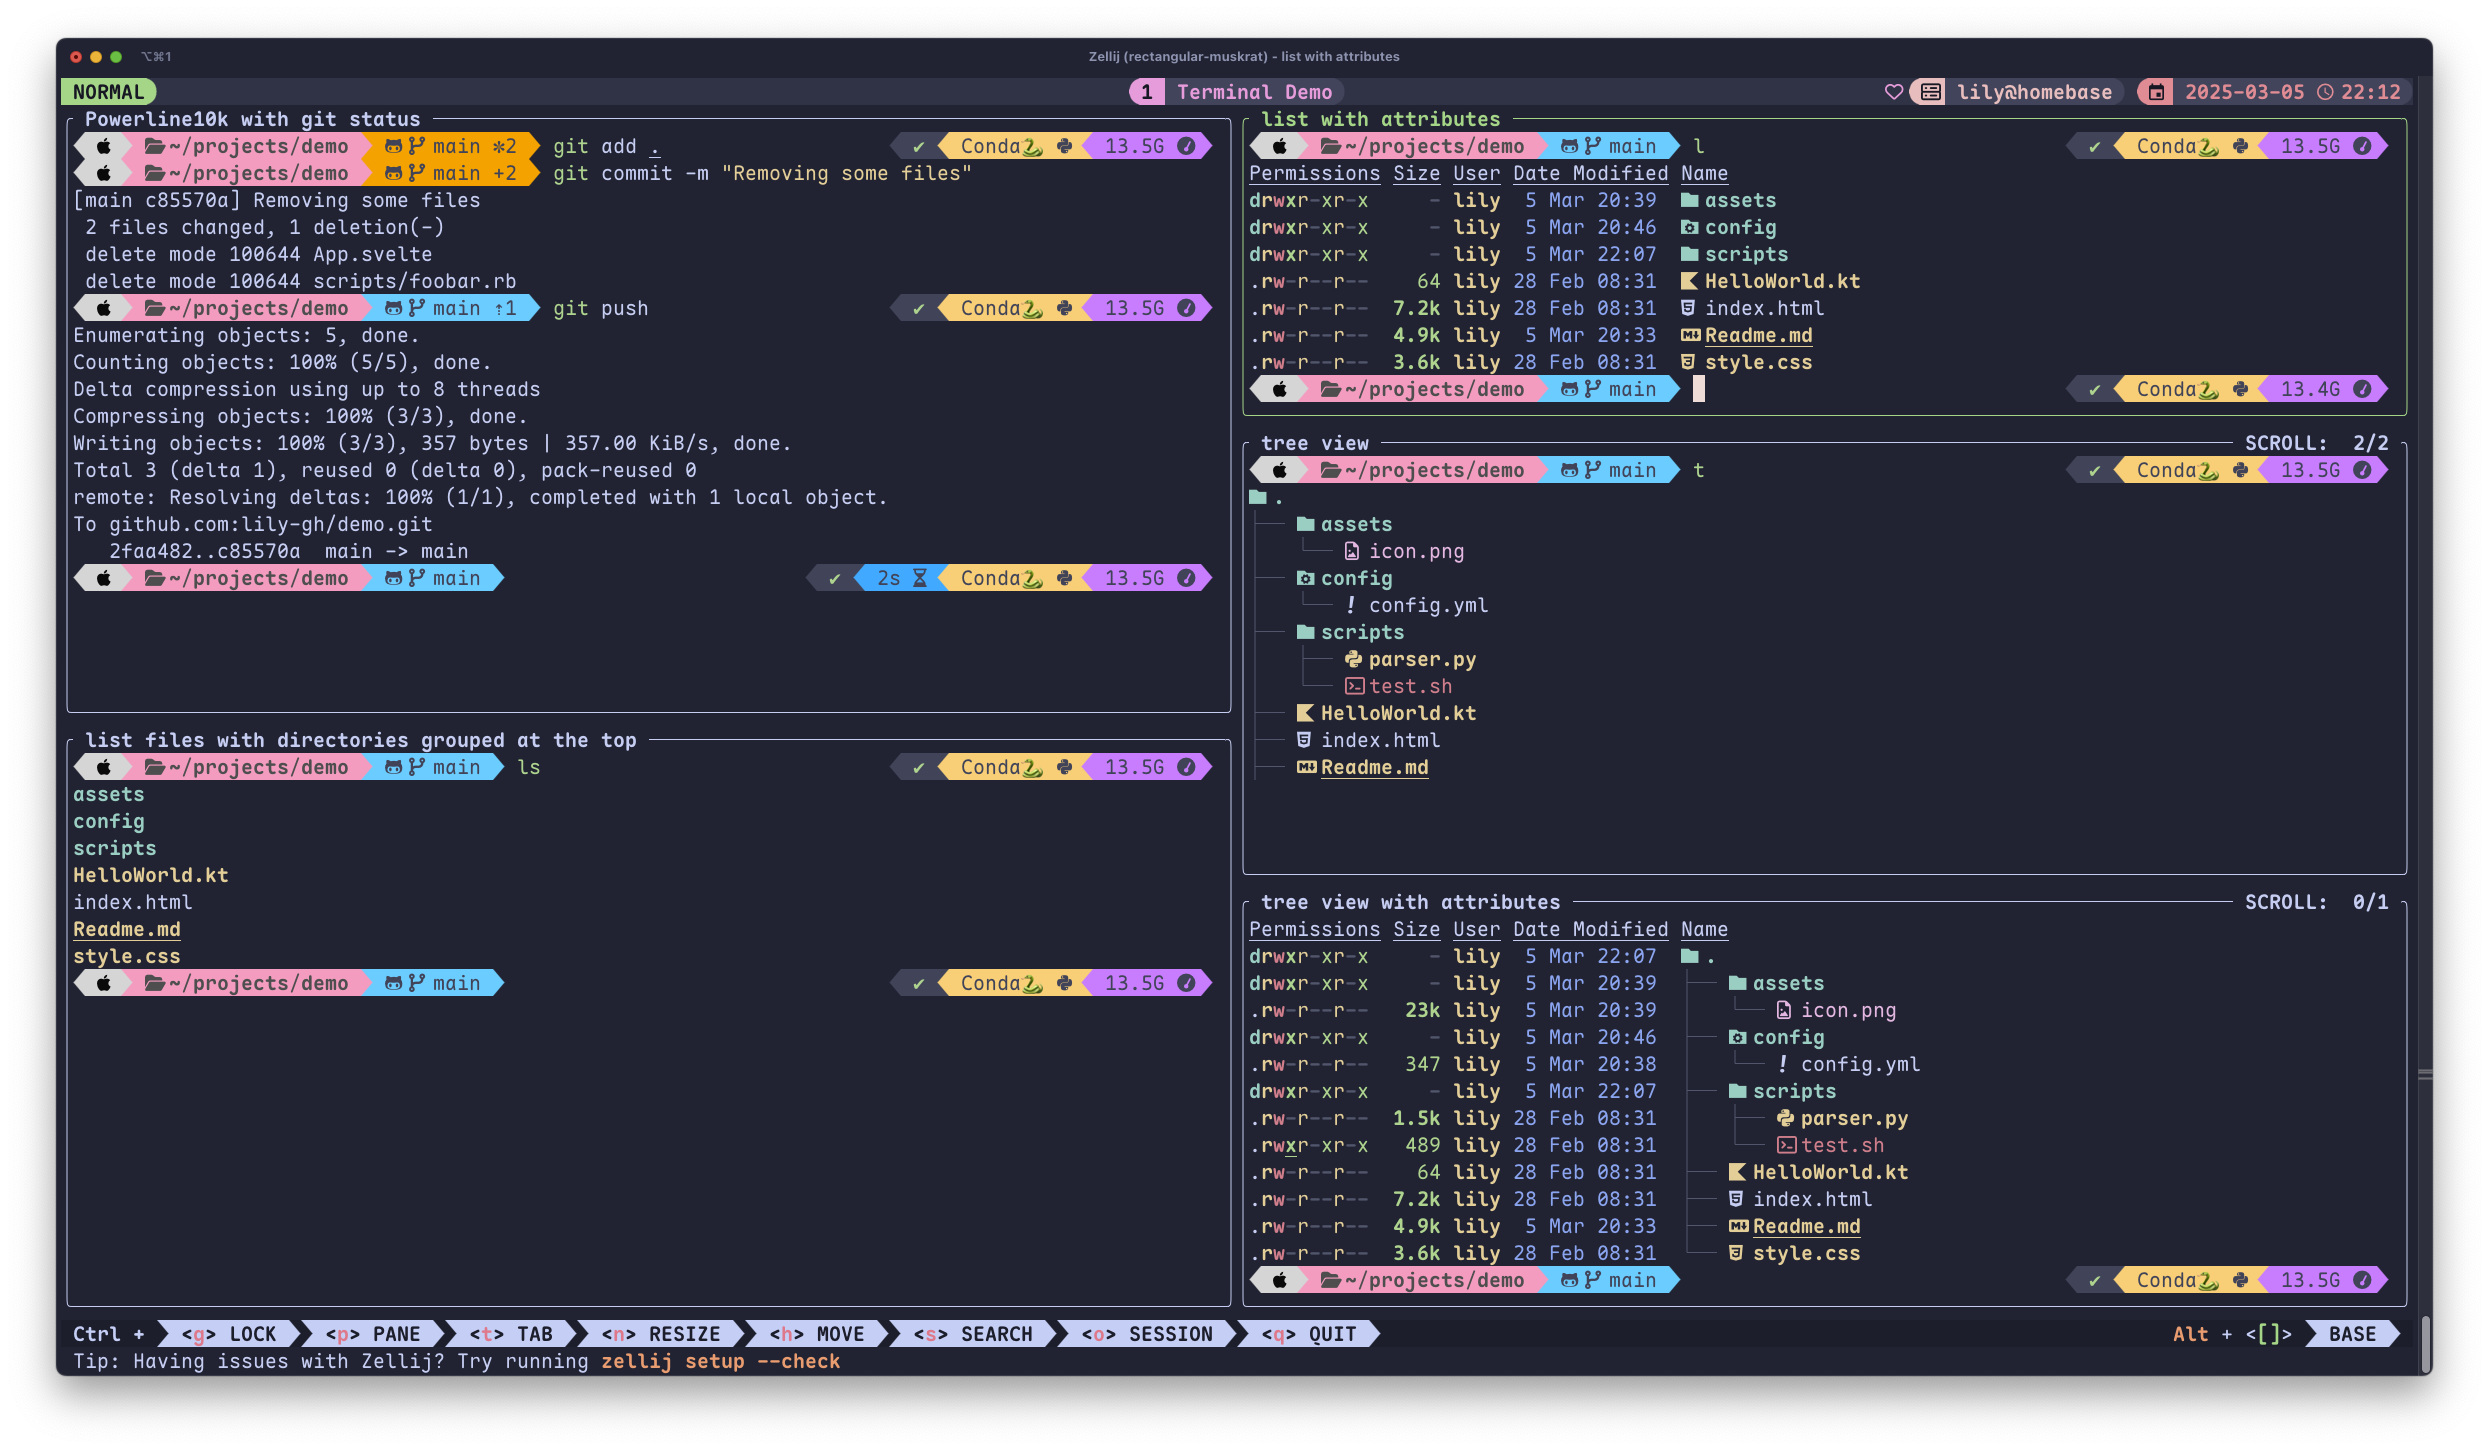 ⌥⌘1 Zellij (rectangular-muskrat) - list with attributes
NORMAL 1 Terminal Demo lily@homebase 2025-03-05 22:12
Powerline10k with git status
~/projects/demo main ✻2 git add . ✔ Conda 13.5G
~/projects/demo main +2 git commit -m "Removing some files"
[main c85570a] Removing some files
2 files changed, 1 deletion(-)
delete mode 100644 App.svelte
delete mode 100644 scripts/foobar.rb
~/projects/demo main ⇡1 git push ✔ Conda 13.5G
Enumerating objects: 5, done.
Counting objects: 100% (5/5), done.
Delta compression using up to 8 threads
Compressing objects: 100% (3/3), done.
Writing objects: 100% (3/3), 357 bytes | 357.00 KiB/s, done.
Total 3 (delta 1), reused 0 (delta 0), pack-reused 0
remote: Resolving deltas: 100% (1/1), completed with 1 local object.
To github.com:lily-gh/demo.git
2faa482..c85570a main -> main
~/projects/demo main ✔ 2s Conda 13.5G
list files with directories grouped at the top
~/projects/demo main ls ✔ Conda 13.5G
assets
config
scripts
HelloWorld.kt
index.html
Readme.md
style.css
~/projects/demo main ✔ Conda 13.5G
list with attributes
~/projects/demo main l ✔ Conda 13.5G
Permissions Size User Date Modified Name
drwxr-xr-x - lily 5 Mar 20:39 assets
drwxr-xr-x - lily 5 Mar 20:46 config
drwxr-xr-x - lily 5 Mar 22:07 scripts
.rw-r--r-- 64 lily 28 Feb 08:31 HelloWorld.kt
.rw-r--r-- 7.2k lily 28 Feb 08:31 index.html
.rw-r--r-- 4.9k lily 5 Mar 20:33 Readme.md
.rw-r--r-- 3.6k lily 28 Feb 08:31 style.css
~/projects/demo main ✔ Conda 13.4G
tree view SCROLL: 2/2
~/projects/demo main t ✔ Conda 13.5G
.
assets
icon.png
config
config.yml
scripts
parser.py
test.sh
HelloWorld.kt
index.html
Readme.md
tree view with attributes SCROLL: 0/1
Permissions Size User Date Modified Name
drwxr-xr-x - lily 5 Mar 22:07 .
drwxr-xr-x - lily 5 Mar 20:39 assets
.rw-r--r-- 23k lily 5 Mar 20:39 icon.png
drwxr-xr-x - lily 5 Mar 20:46 config
.rw-r--r-- 347 lily 5 Mar 20:38 config.yml
drwxr-xr-x - lily 5 Mar 22:07 scripts
.rw-r--r-- 1.5k lily 28 Feb 08:31 parser.py
.rwxr-xr-x 489 lily 28 Feb 08:31 test.sh
.rw-r--r-- 64 lily 28 Feb 08:31 HelloWorld.kt
.rw-r--r-- 7.2k lily 28 Feb 08:31 index.html
.rw-r--r-- 4.9k lily 5 Mar 20:33 Readme.md
.rw-r--r-- 3.6k lily 28 Feb 08:31 style.css
~/projects/demo main ✔ Conda 13.5G
Ctrl + <g> LOCK <p> PANE <t> TAB <n> RESIZE <h> MOVE <s> SEARCH <o> SESSION <q> QUIT Alt + <[]> BASE
Tip: Having issues with Zellij? Try running zellij setup --check